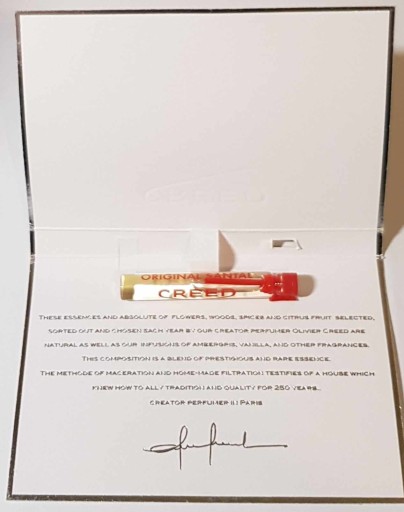 ORIGINAL SANTAL
CREED
THESE ESSENCES AND ABSOLUTE OF FLOWERS, WOODS, SPICES AND CITRUS FRUIT SELECTED,
SORTED OUT AND CHOSEN EACH YEAR BY OUR CREATOR PERFUMER OLIVIER CREED ARE
NATURAL AS WELL AS OUR INFUSIONS OF AMBERGRIS, VANILLA, AND OTHER FRAGRANCES.
THIS COMPOSITION IS A BLEND OF PRESTIGIOUS AND RARE ESSENCE.
THE METHODE OF MACERATION AND HOME-MADE FILTRATION TESTIFIES OF A HOUSE WHICH
KNEW HOW TO ALLY TRADITION AND QUALITY FOR 250 YEARS.
CREATOR PERFUMER IN PARIS